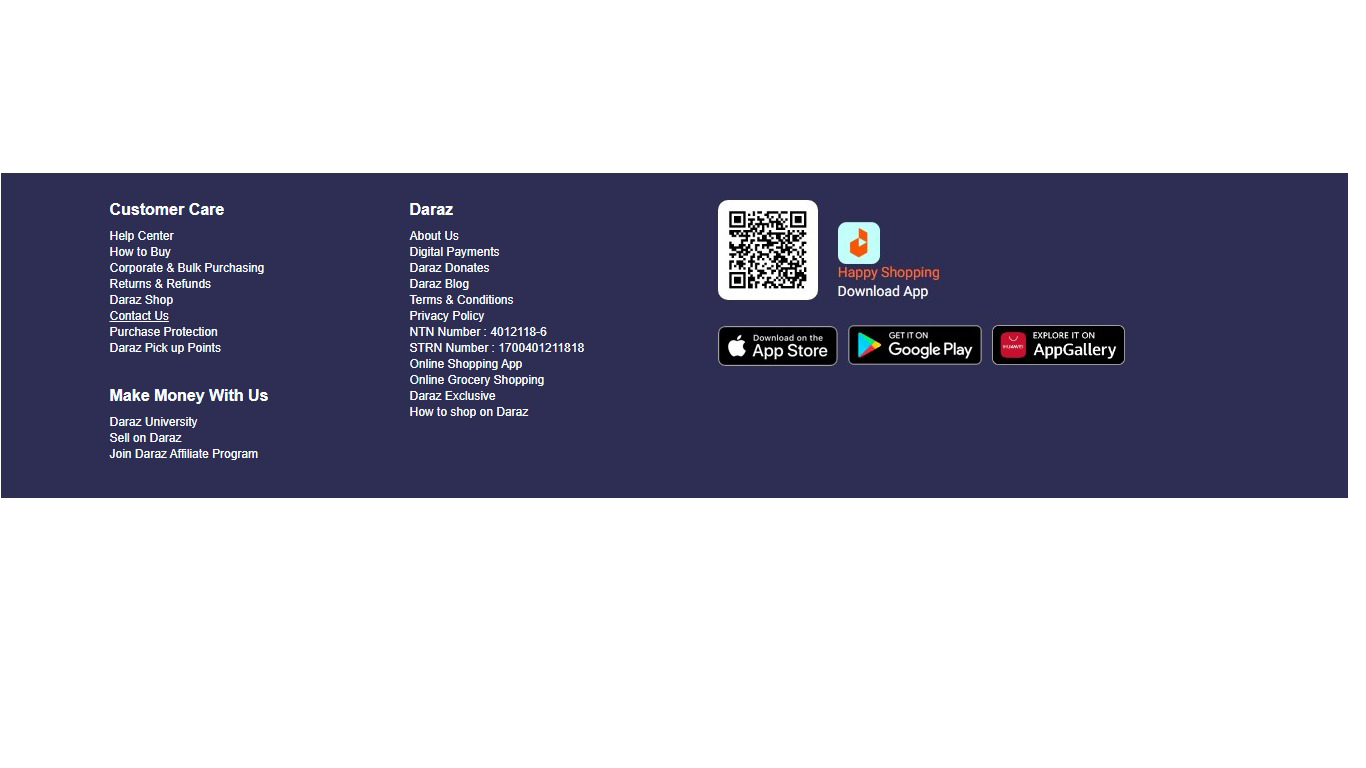 Customer Care
Help Center
How to Buy
Corporate & Bulk Purchasing
Returns & Refunds
Daraz Shop
Contact Us
Purchase Protection
Daraz Pick up Points
Make Money With Us
Daraz University
Sell on Daraz
Join Daraz Affiliate Program
Daraz
About Us
Digital Payments
Daraz Donates
Daraz Blog
Terms & Conditions
Privacy Policy
NTN Number : 4012118-6
STRN Number : 1700401211818
Online Shopping App
Online Grocery Shopping
Daraz Exclusive
How to shop on Daraz
Happy Shopping
Download App
Download on the
App Store
GET IT ON
Google Play
HUAWEI
EXPLORE IT ON
AppGallery